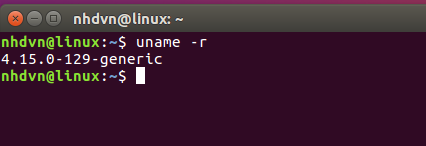 nhdvn@linux: ~
nhdvn@linux:~$ uname -r
4.15.0-129-generic
nhdvn@linux:~$